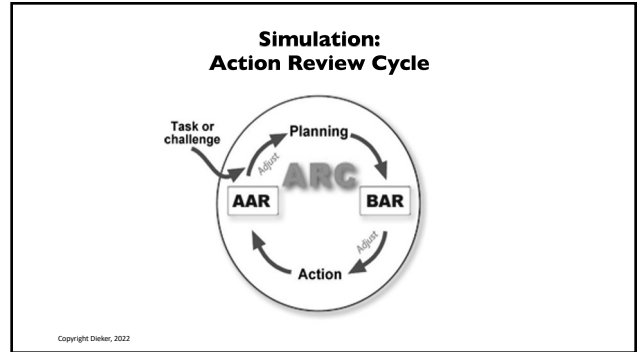 Simulation:
Action Review Cycle
Task or
challenge
Planning
Adjust
ARC
AAR
BAR
Adjust
Action
Copyright Dieker, 2022